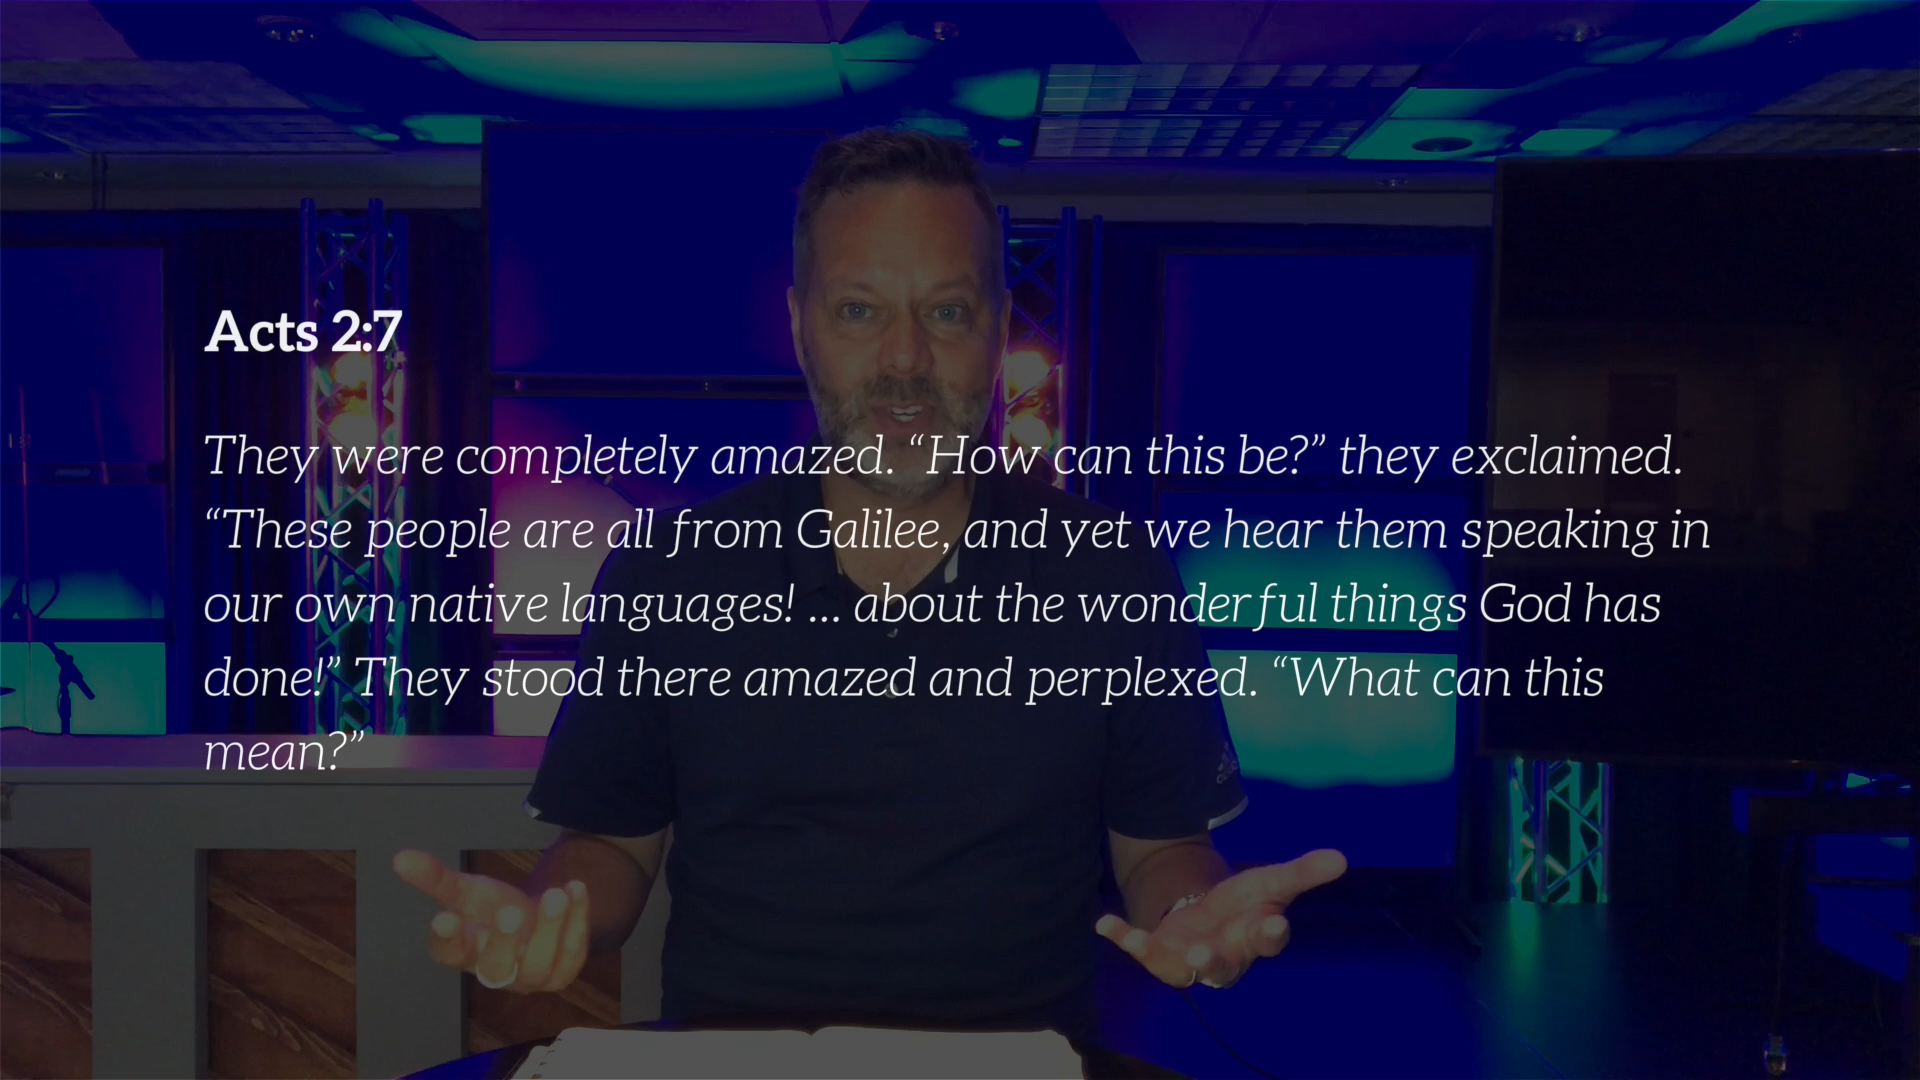 Acts 2:7
They were completely amazed. “How can this be?” they exclaimed.
“These people are all from Galilee, and yet we hear them speaking in
our own native languages! ... about the wonderful things God has
done!” They stood there amazed and perplexed. “What can this
mean?”